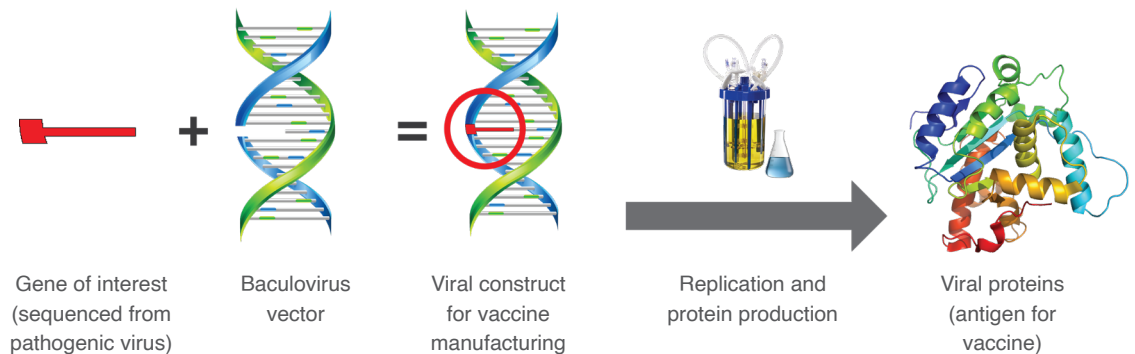 +
=
Gene of interest
(sequenced from
pathogenic virus)
Baculovirus
vector
Viral construct
for vaccine
manufacturing
Replication and
protein production
Viral proteins
(antigen for
vaccine)